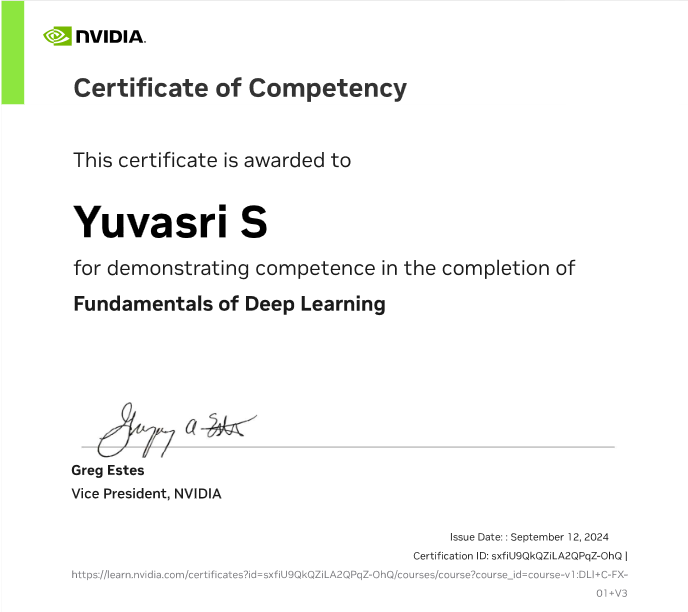 NVIDIA.
Certificate of Competency
This certificate is awarded to
Yuvasri S
for demonstrating competence in the completion of
Fundamentals of Deep Learning
Greg Estes
Vice President, NVIDIA
Issue Date: : September 12, 2024
Certification ID: sxfiU9QkQZiLA2QPqZ-OhQ |
https://learn.nvidia.com/certificates?id=sxfiU9QkQZiLA2QPqZ-OhQ/courses/course?course_id=course-v1:DLI+C-FX-
01+V3